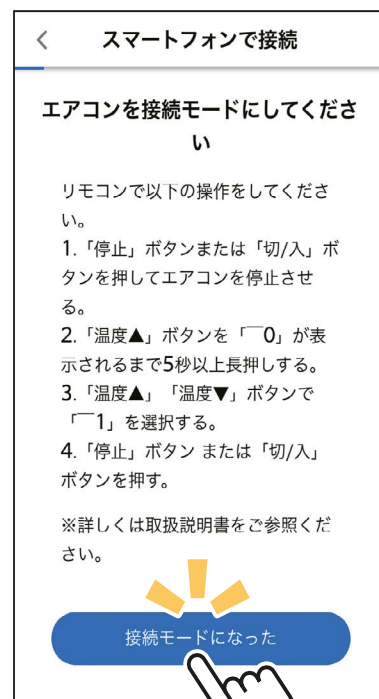 スマートフォンで接続
エアコンを接続モードにしてくださ
い
リモコンで以下の操作をしてくださ
い。
1.「停止」ボタンまたは「切/入」ボ
タンを押してエアコンを停止させ
る。
2.「温度▲」ボタンを「￣0」が表
示されるまで5秒以上長押しする。
3.「温度▲」「温度▼」ボタンで
「￣1」を選択する。
4.「停止」ボタン または「切/入」
ボタンを押す。
※詳しくは取扱説明書をご参照くだ
さい。
接続モードになった